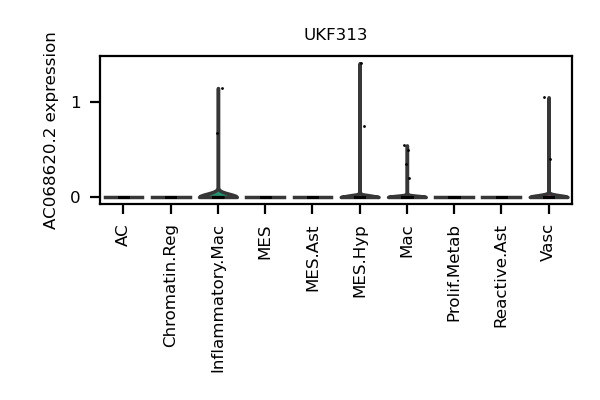 UKF313
AC068620.2 expression
1
0
AC
Chromatin.Reg
Inflammatory.Mac
MES
MES.Ast
MES.Hyp
Mac
Prolif.Metab
Reactive.Ast
Vasc